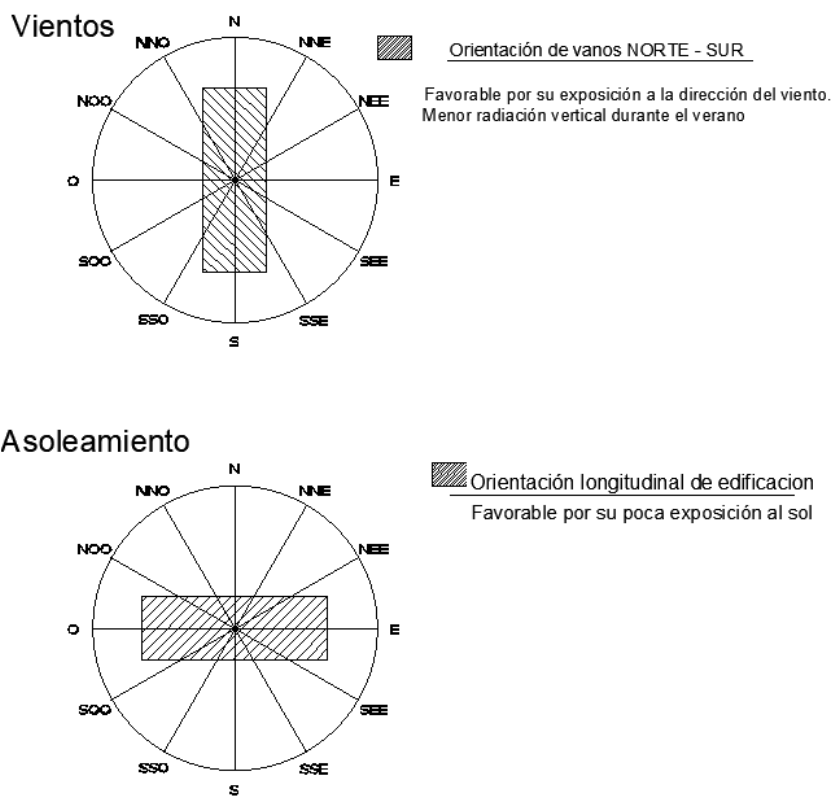 Vientos
N
NNO
NNE
Orientación de vanos NORTE - SUR
NOO
NEE
Favorable por su exposición a la dirección del viento.
Menor radiación vertical durante el verano
O
E
SOO
SEE
SSO
SSE
S
Asoleamiento
N
NNO
NNE
Orientación longitudinal de edificacion
Favorable por su poca exposición al sol
NOO
NEE
O
E
SOO
SEE
SSO
SSE
S